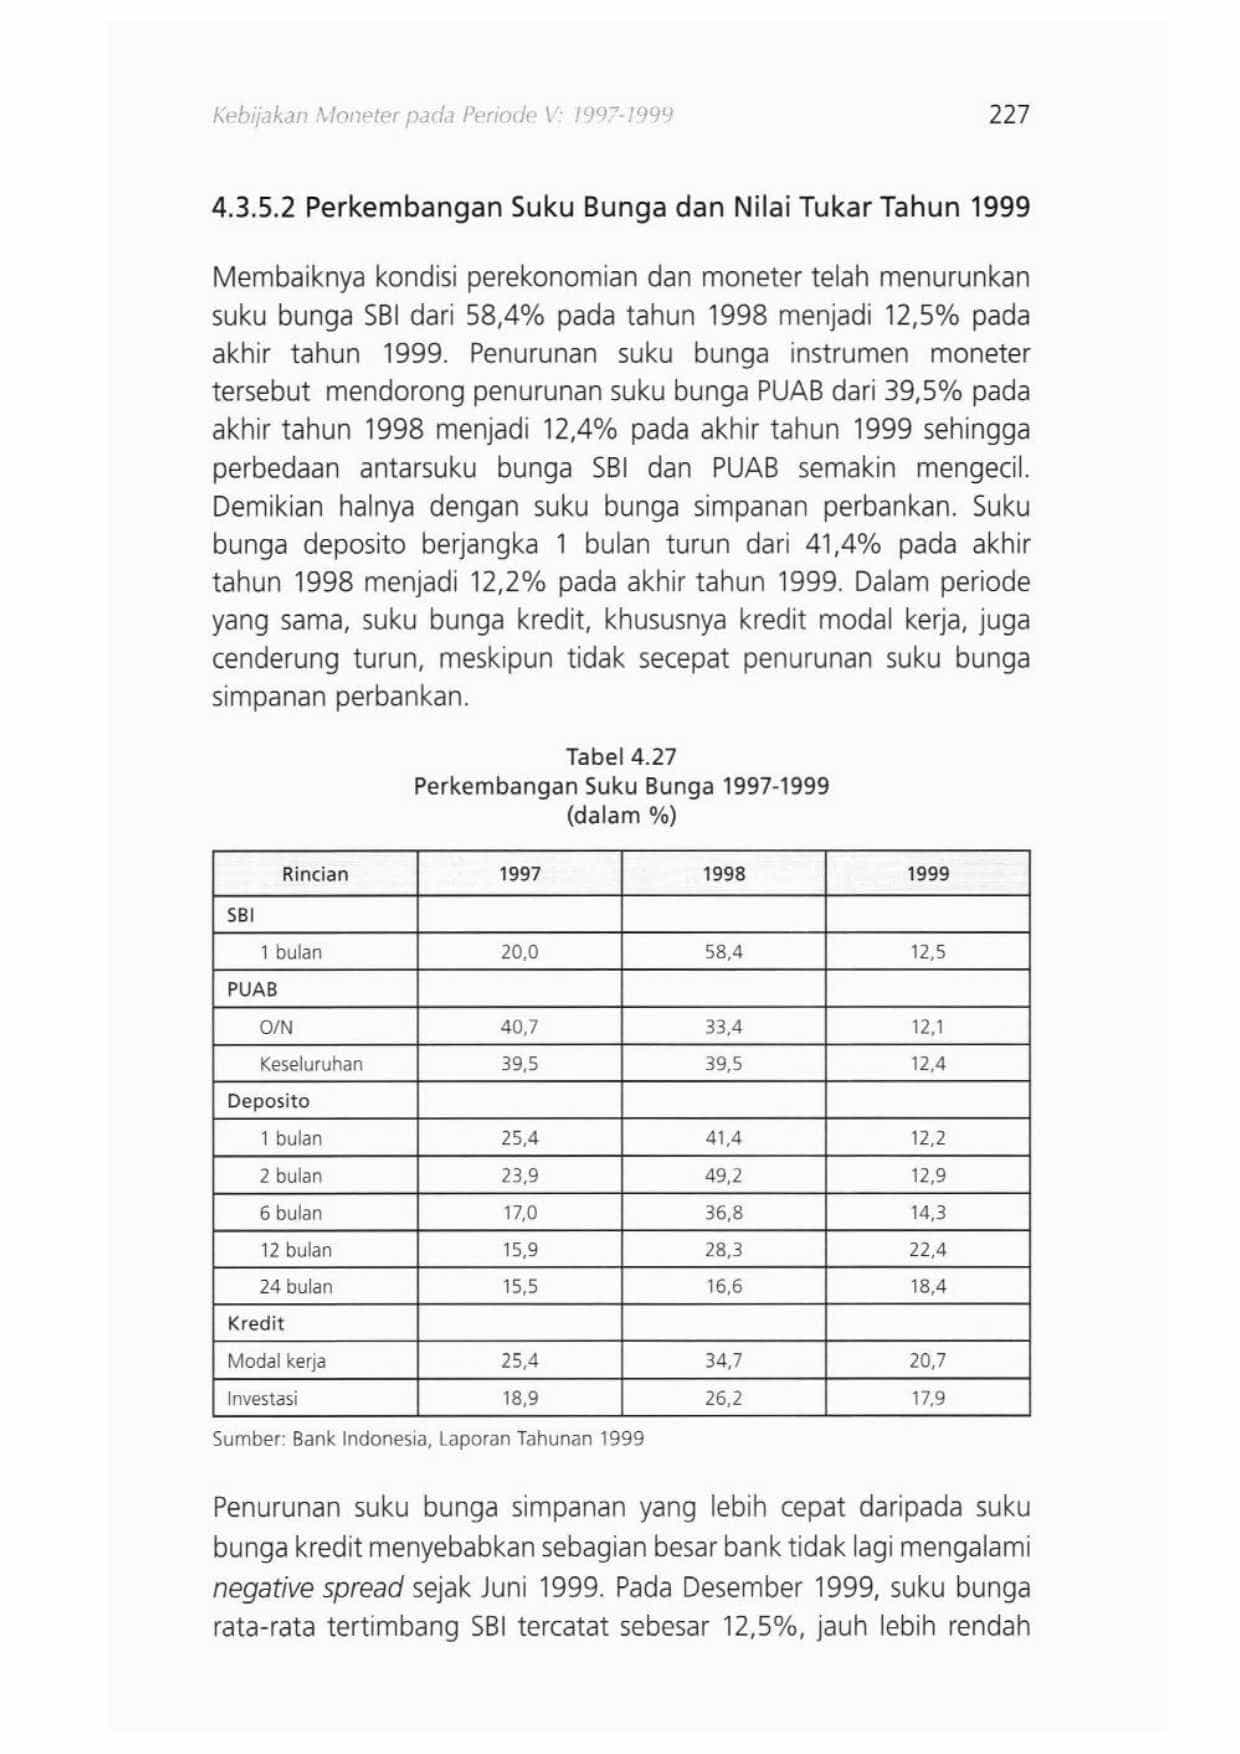 Kebijakan Moneter pada Periode V: 1997-1999 227
4.3.5.2 Perkembangan Suku Bunga dan Nilai Tukar Tahun 1999
Membaiknya kondisi perekonomian dan moneter telah menurunkan
suku bunga SBI dari 58,4% pada tahun 1998 menjadi 12,5% pada
akhir tahun 1999. Penurunan suku bunga instrumen moneter
tersebut mendorong penurunan suku bunga PUAB dari 39,5% pada
akhir tahun 1998 menjadi 12,4% pada akhir tahun 1999 sehingga
perbedaan antarsuku bunga SBI dan PUAB semakin mengecil.
Demikian halnya dengan suku bunga simpanan perbankan. Suku
bunga deposito berjangka 1 bulan turun dari 41,4% pada akhir
tahun 1998 menjadi 12,2% pada akhir tahun 1999. Dalam periode
yang sama, suku bunga kredit, khususnya kredit modal kerja, juga
cenderung turun, meskipun tidak secepat penurunan suku bunga
simpanan perbankan.
Tabel 4.27
Perkembangan Suku Bunga 1997-1999
(dalam %)
Rincian 1997 1998 1999
SBI
1 bulan 20,0 58,4 12,5
PUAB
O/N 40,7 33,4 12,1
Keseluruhan 39,5 39,5 12,4
Deposito
1 bulan 25,4 41,4 12,2
2 bulan 23,9 49,2 12,9
6 bulan 17,0 36,8 14,3
12 bulan 15,9 28,3 22,4
24 bulan 15,5 16,6 18,4
Kredit
Modal kerja 25,4 34,7 20,7
Investasi 18,9 26,2 17,9
Sumber: Bank Indonesia, Laporan Tahunan 1999
Penurunan suku bunga simpanan yang lebih cepat daripada suku
bunga kredit menyebabkan sebagian besar bank tidak lagi mengalami
negative spread sejak Juni 1999. Pada Desember 1999, suku bunga
rata-rata tertimbang SBI tercatat sebesar 12,5%, jauh lebih rendah